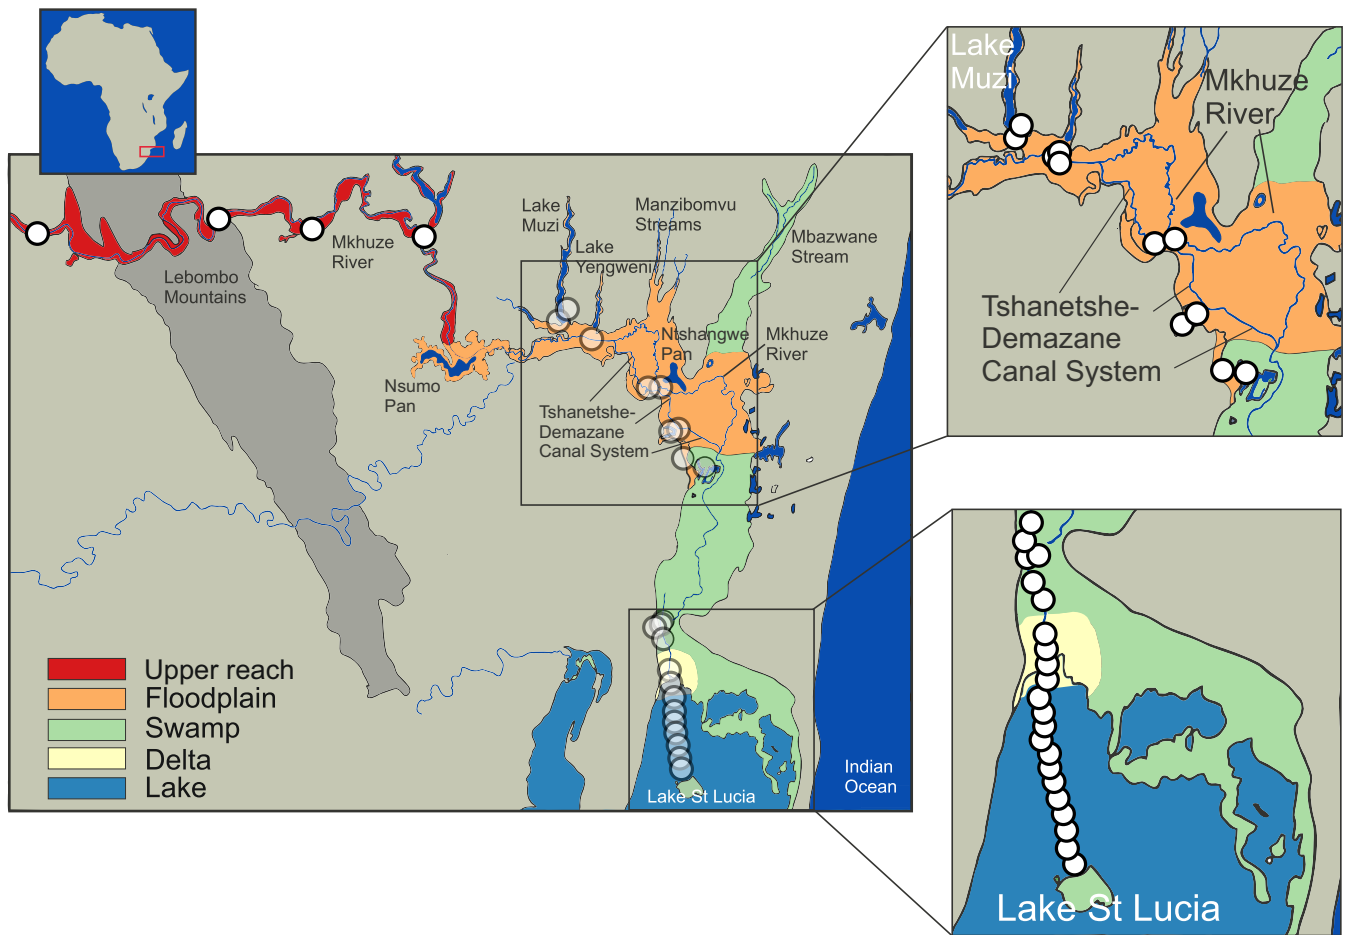 Lake
Muzi
Mkhuze
River
Tshanetshe-
Demazane
Canal System
Lake
Muzi
Manzibomvu
Streams
Mbazwane
Stream
Lake
Yengweni
Mkhuze
River
Lebombo
Mountains
Ntshangwe
Pan
Mkhuze
River
Nsumo
Pan
Tshanetshe-
Demazane
Canal System
Upper reach
Floodplain
Swamp
Delta
Lake
Indian
Ocean
Lake St Lucia
Lake St Lucia